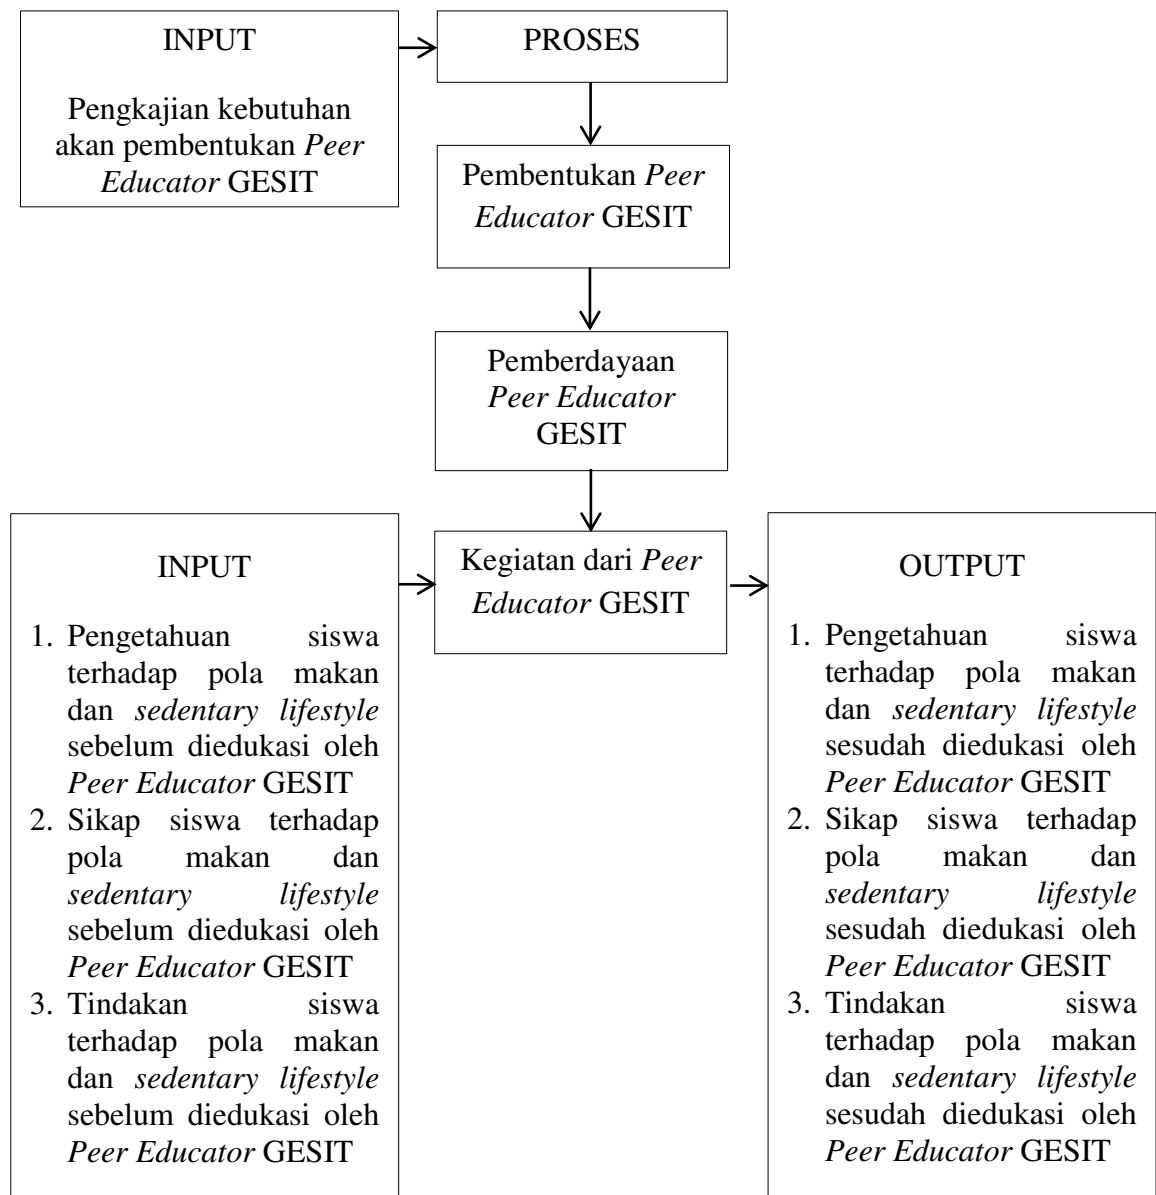 INPUT
Pengkajian kebutuhan
akan pembentukan Peer
Educator GESIT
PROSES
Pembentukan Peer
Educator GESIT
Pemberdayaan
Peer Educator
GESIT
INPUT
1. Pengetahuan siswa
terhadap pola makan
dan sedentary lifestyle
sebelum diedukasi oleh
Peer Educator GESIT
2. Sikap siswa terhadap
pola makan dan
sedentary lifestyle
sebelum diedukasi oleh
Peer Educator GESIT
3. Tindakan siswa
terhadap pola makan
dan sedentary lifestyle
sebelum diedukasi oleh
Peer Educator GESIT
Kegiatan dari Peer
Educator GESIT
OUTPUT
1. Pengetahuan siswa
terhadap pola makan
dan sedentary lifestyle
sesudah diedukasi oleh
Peer Educator GESIT
2. Sikap siswa terhadap
pola makan dan
sedentary lifestyle
sesudah diedukasi oleh
Peer Educator GESIT
3. Tindakan siswa
terhadap pola makan
dan sedentary lifestyle
sesudah diedukasi oleh
Peer Educator GESIT